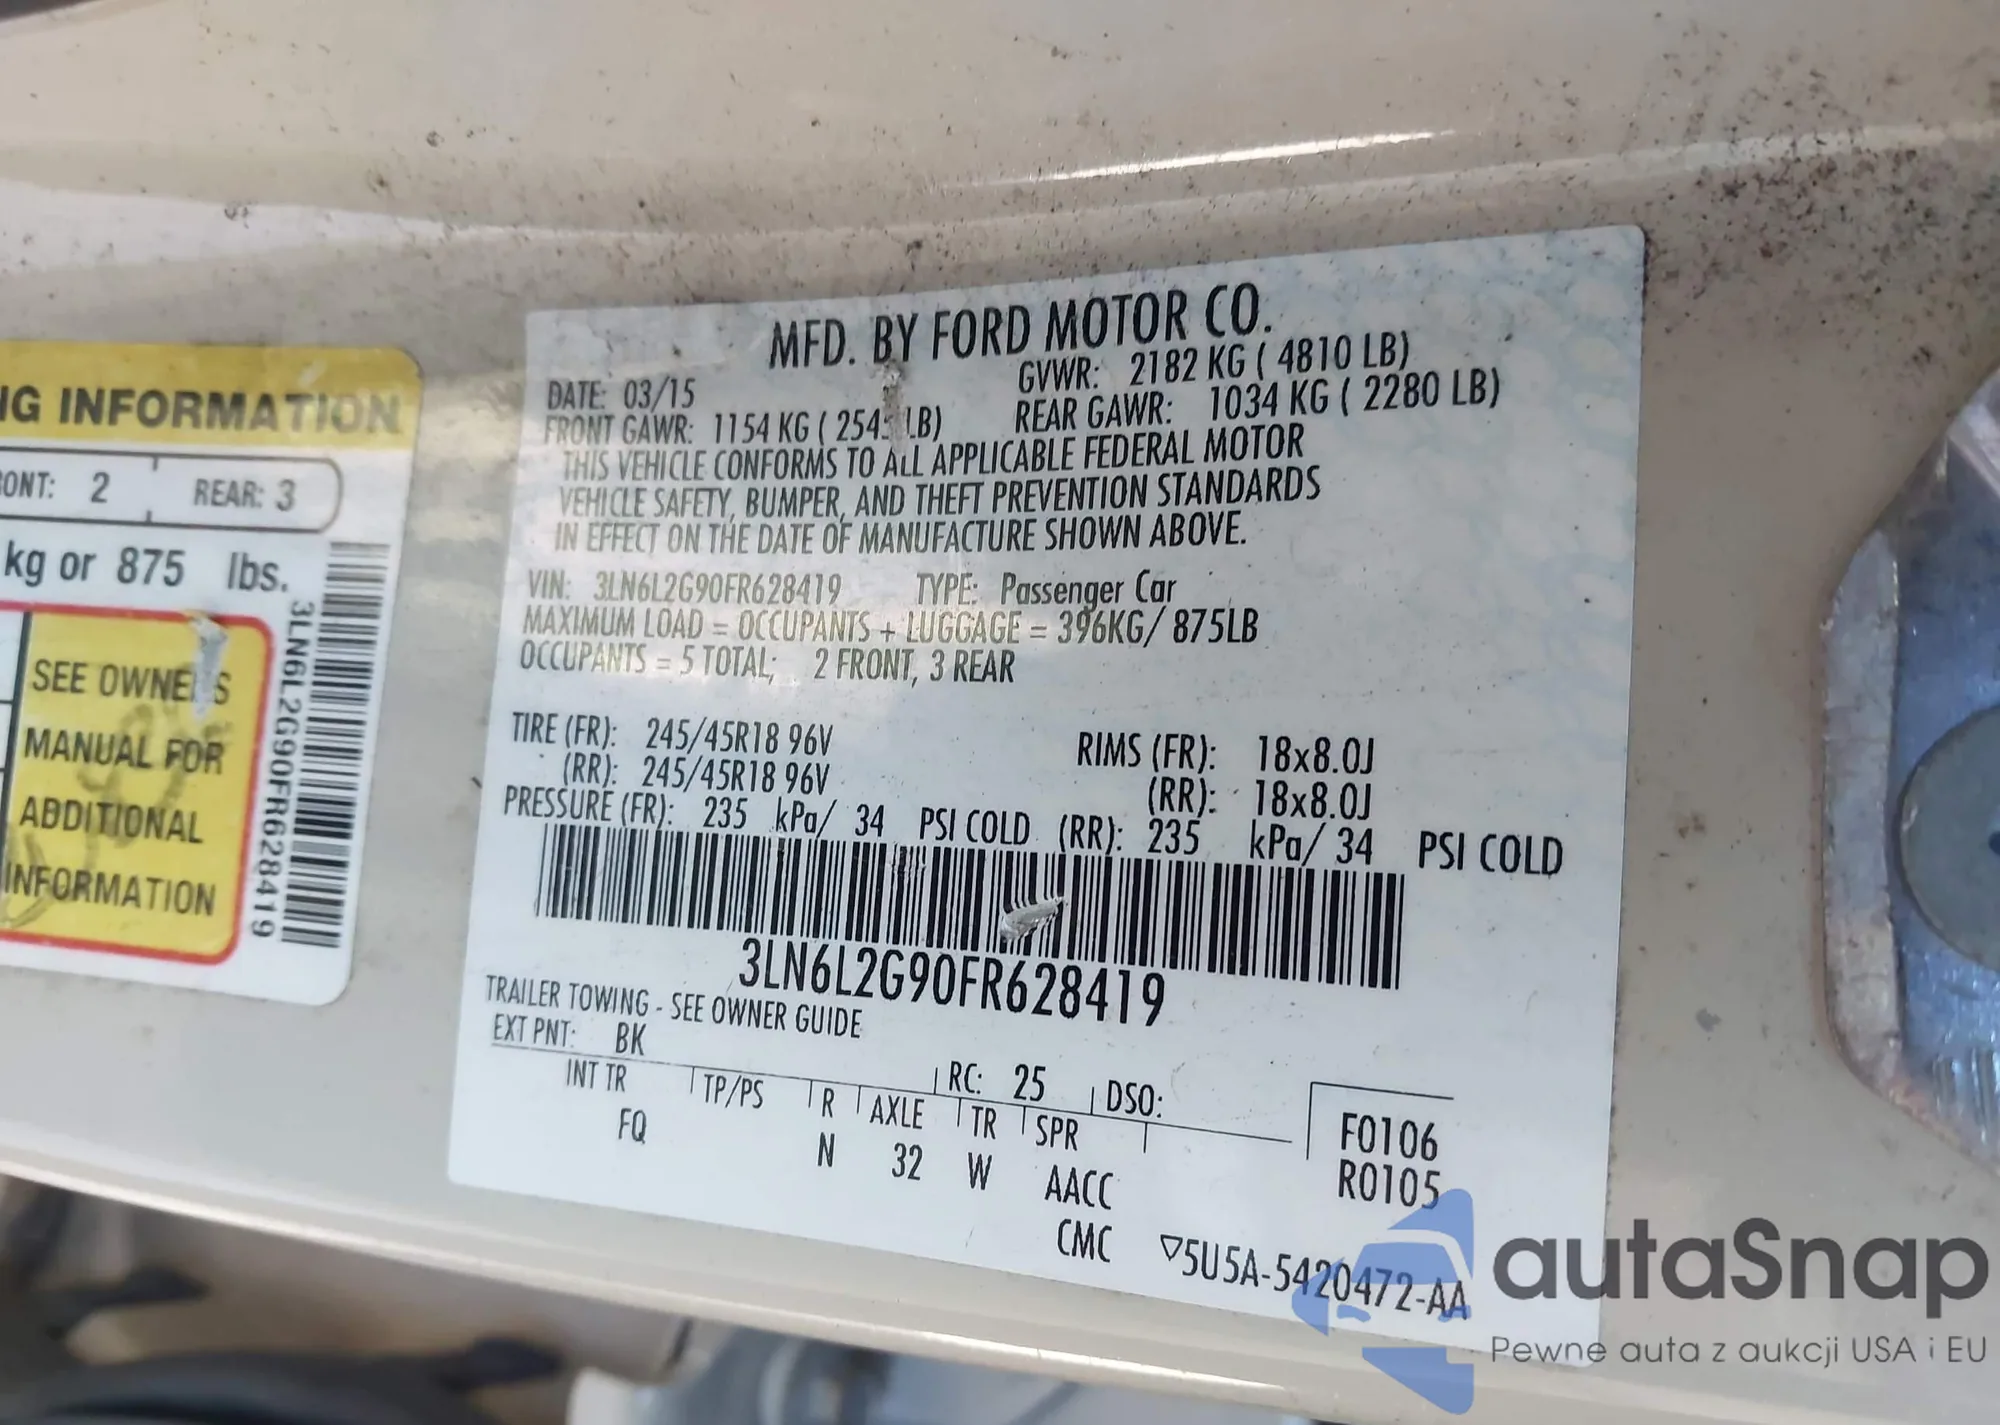 NG INFORMATION
ONT: 2 REAR: 3
kg or 875 lbs.
SEE OWNER'S
MANUAL FOR
ADDITIONAL
INFORMATION
3LN6L2G90FR628419
MFD. BY FORD MOTOR CO.
DATE: 03/15 GVWR: 2182 KG ( 4810 LB)
FRONT GAWR: 1154 KG ( LB) REAR GAWR: 1034 KG ( 2280 LB)
THIS VEHICLE CONFORMS TO ALL APPLICABLE FEDERAL MOTOR
VEHICLE SAFETY, BUMPER, AND THEFT PREVENTION STANDARDS
IN EFFECT ON THE DATE OF MANUFACTURE SHOWN ABOVE.
VIN: 3LN6L2G90FR628419 TYPE: Passenger Car
MAXIMUM LOAD = OCCUPANTS + LUGGAGE = 396KG/ 875LB
OCCUPANTS = 5 TOTAL; 2 FRONT, 3 REAR
TIRE (FR): 245/45R18 96V RIMS (FR): 18x8.0J
(RR): 245/45R18 96V (RR): 18x8.0J
PRESSURE (FR): 235 kPa/ 34 PSI COLD (RR): 235 kPa/ 34 PSI COLD
3LN6L2G90FR628419
TRAILER TOWING - SEE OWNER GUIDE
EXT PNT: BK RC: 25 DSO:
INT TR TP/PS R AXLE TR SPR F0106
FQ N 32 W AACC R0105
CMC ▽5U5A-5420472-AA
autoSnap
Pewne auta z aukcji USA i EU